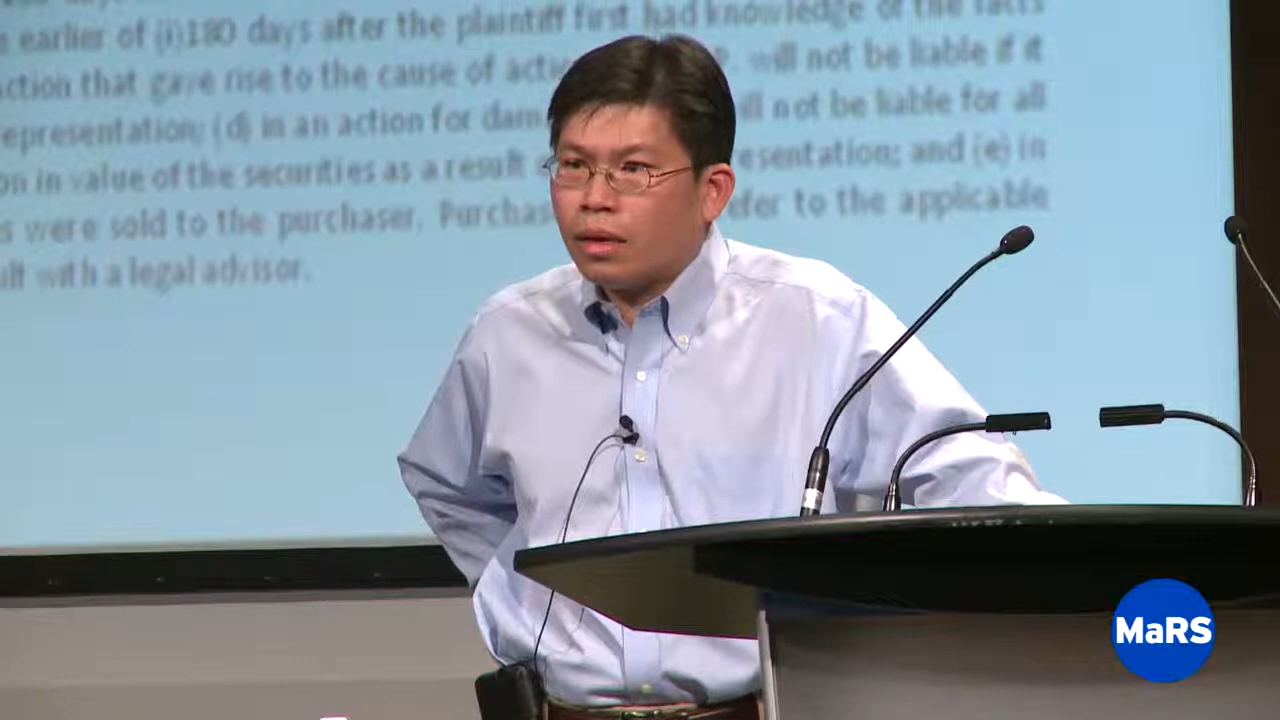 e earlier of (i)180 days after the plaintiff first had knowledge of the facts
ction that gave rise to the cause of acti will not be liable if it
epresentation; (d) in an action for dam ill not be liable for all
on in value of the securities as a result esentation; and (e) in
s were sold to the purchaser. Purchas efer to the applicable
ult with a legal advisor.
MaRS